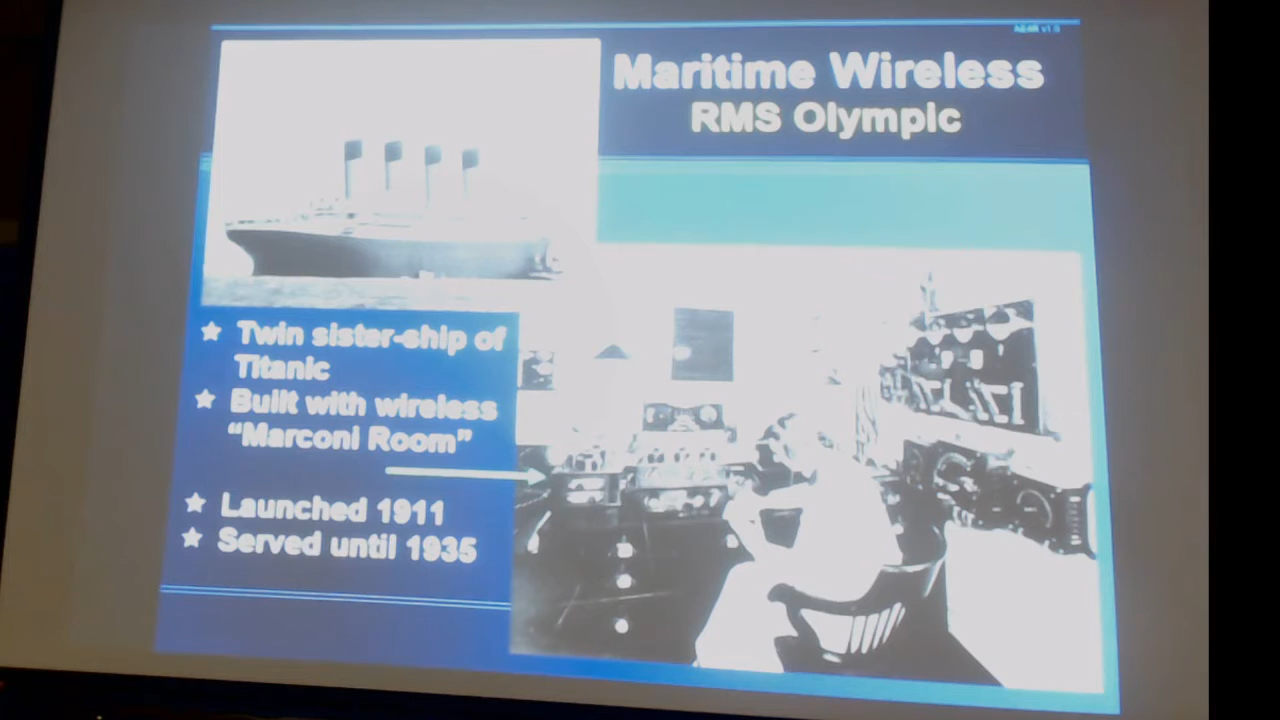 Maritime Wireless
RMS Olympic
Twin sister-ship of
Titanic
Built with wireless
“Marconi Room”
Launched 1911
Served until 1935